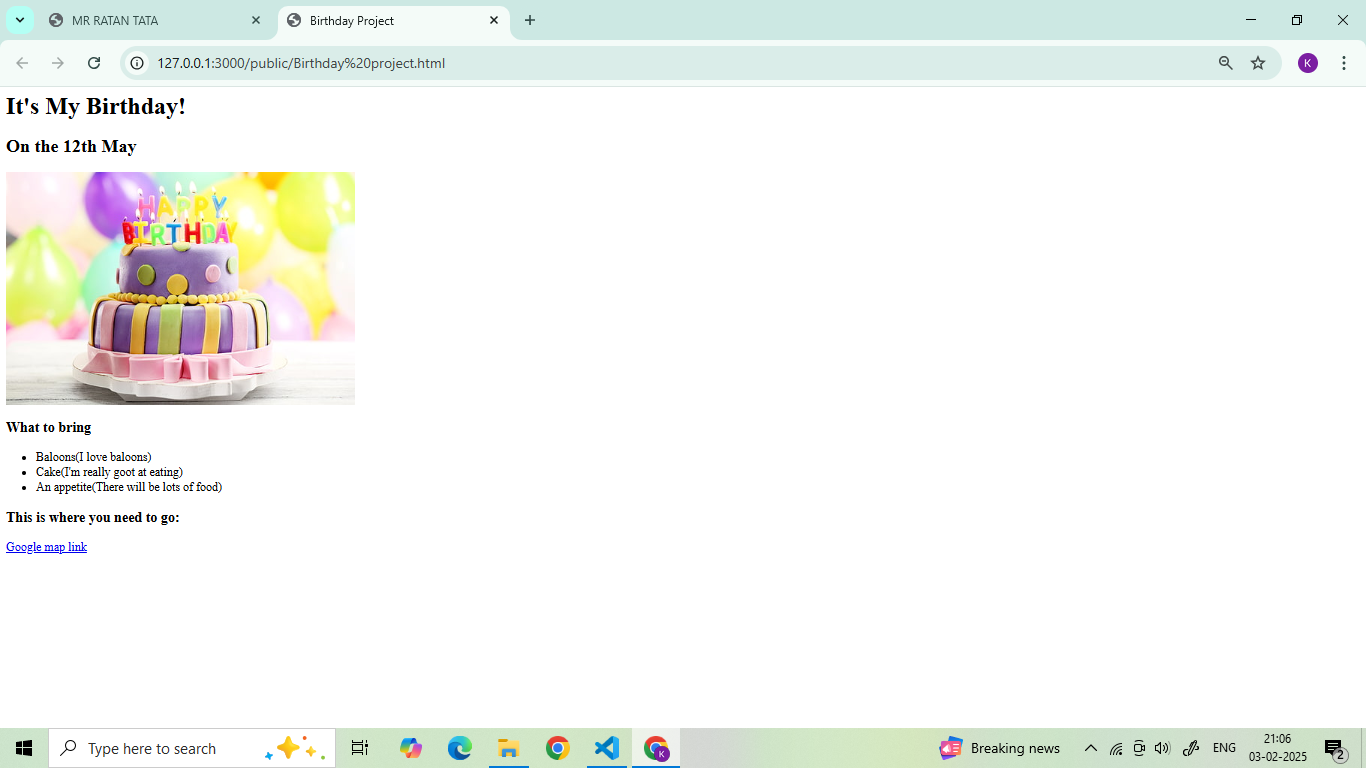 MR RATAN TATA
Birthday Project
127.0.0.1:3000/public/Birthday%20project.html
K
It's My Birthday!
On the 12th May
HAPPY
BIRTHDAY
What to bring
Baloons(I love baloons)
Cake(I'm really goot at eating)
An appetite(There will be lots of food)
This is where you need to go:
Google map link
Type here to search
K
Breaking news
ENG
21:06
03-02-2025
2